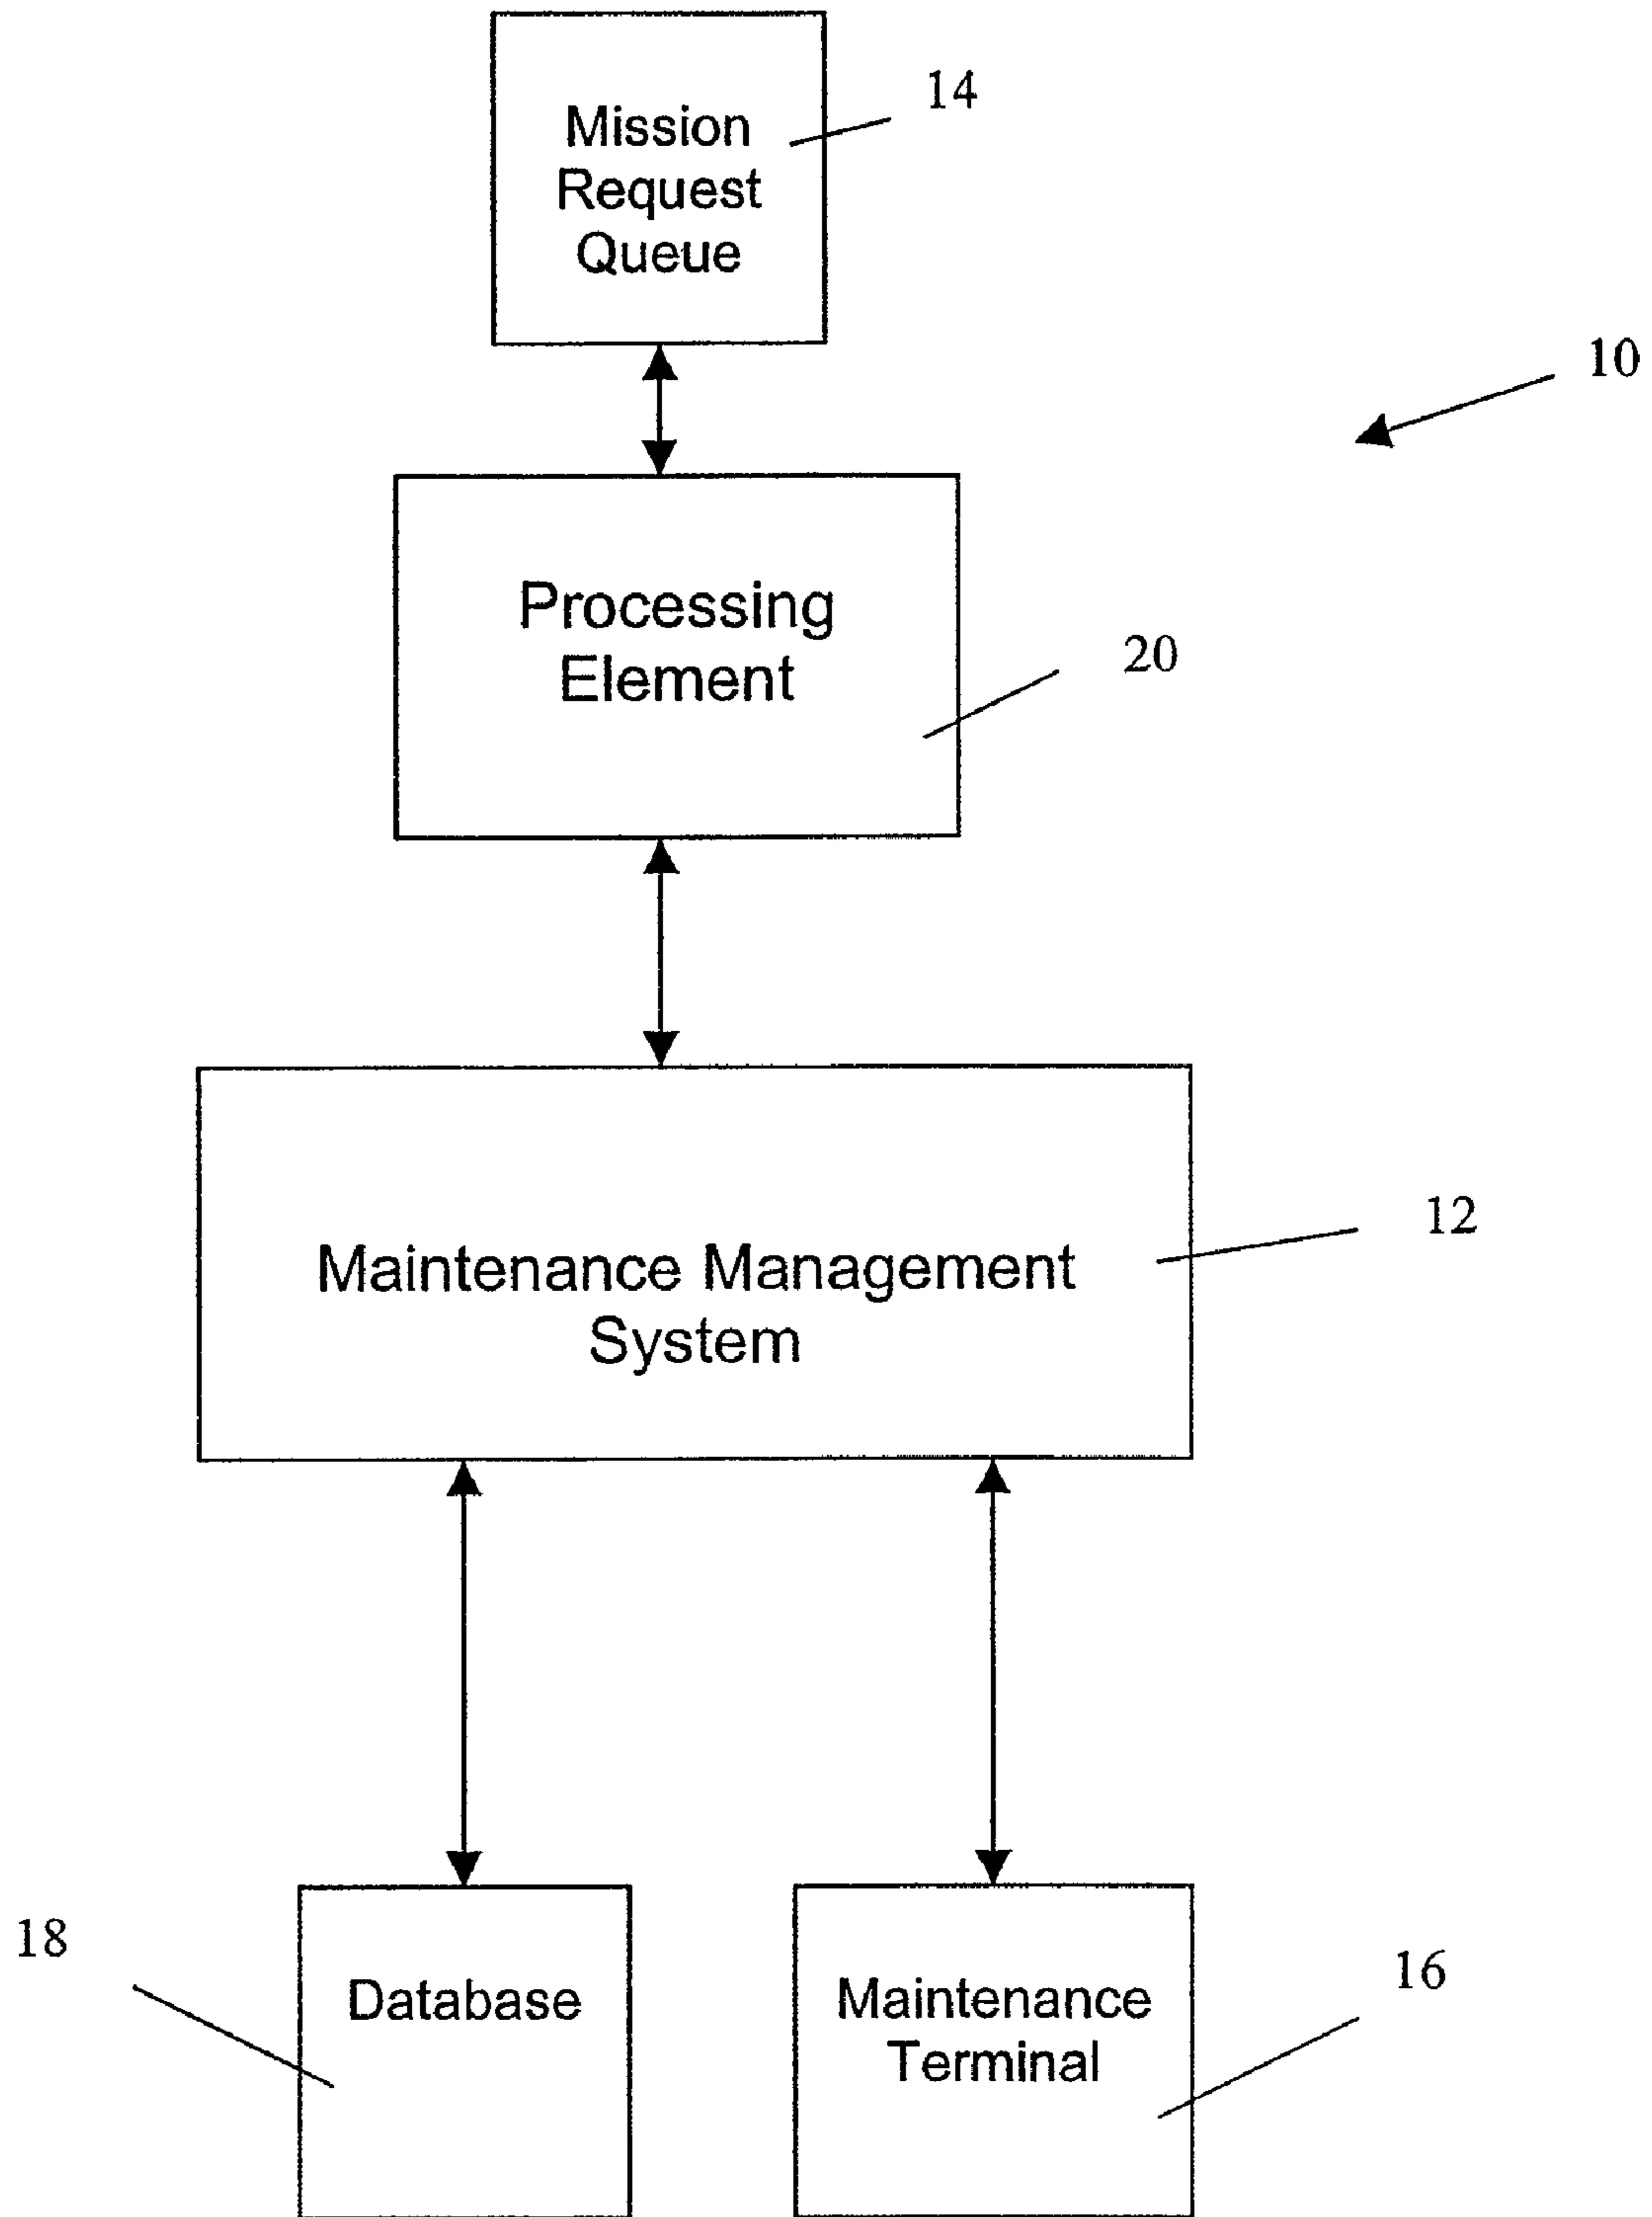 Mission
Request
Queue
14
10
Processing
Element
20
Maintenance Management
System
12
18
Database
Maintenance
Terminal
16